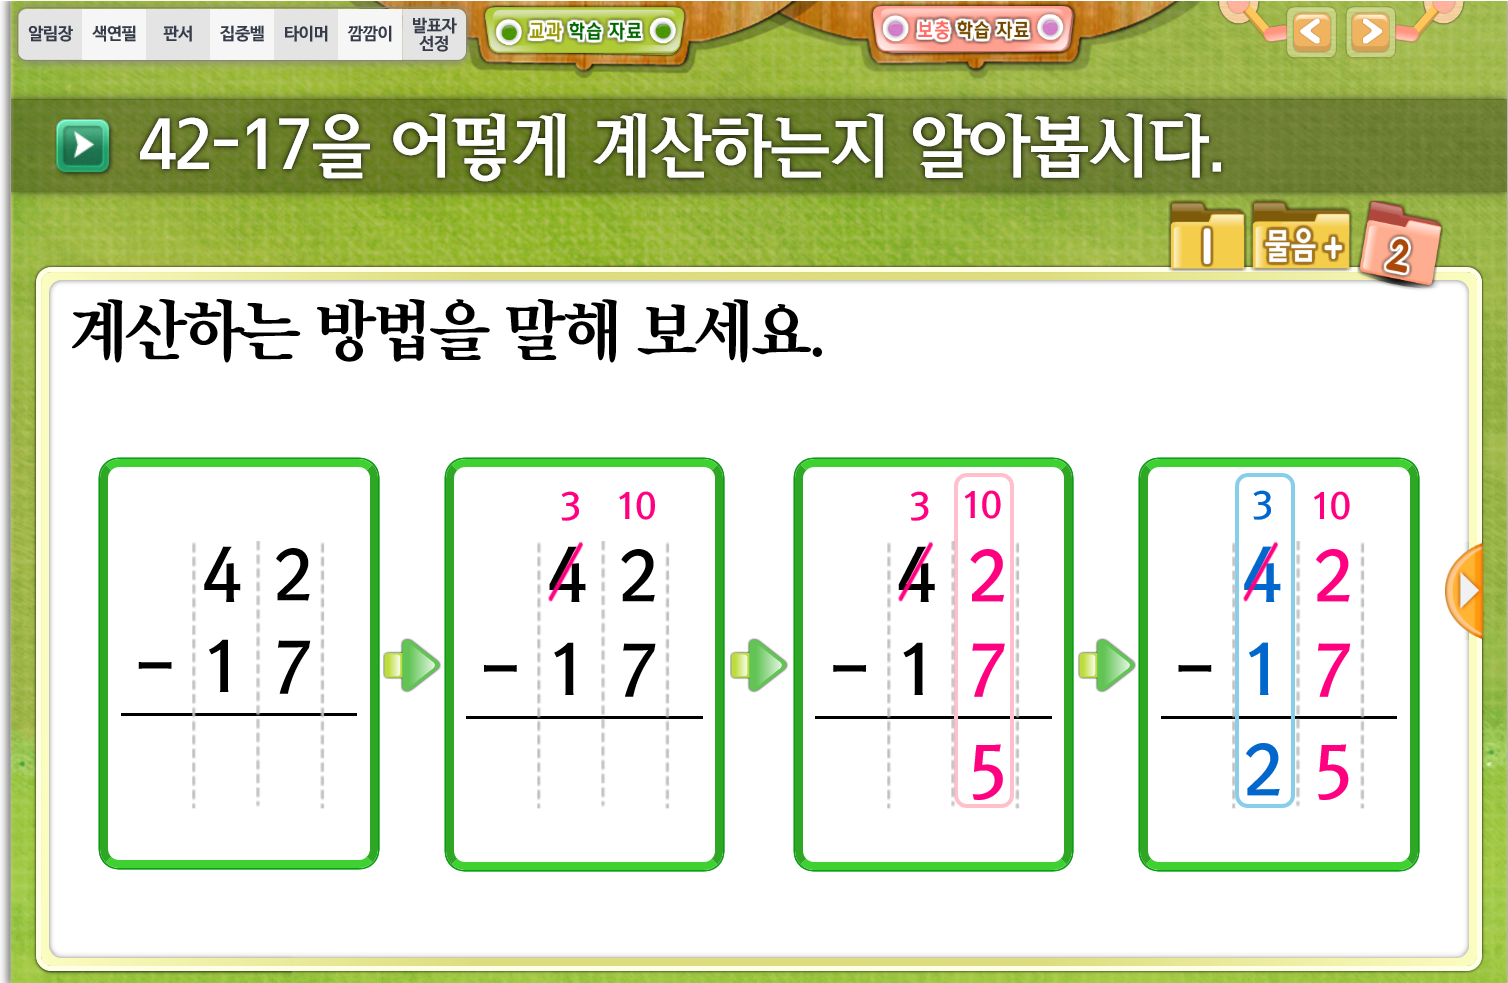 알림장 색연필 판서 집중벨 타이머 깜깜이 발표자 선정
교과 학습 자료
보충 학습 자료
42-17을 어떻게 계산하는지 알아봅시다.
1 물음+ 2
계산하는 방법을 말해 보세요.
4 2
- 1 7
3 10
4 2
- 1 7
3 10
4 2
- 1 7
5
3 10
4 2
- 1 7
2 5